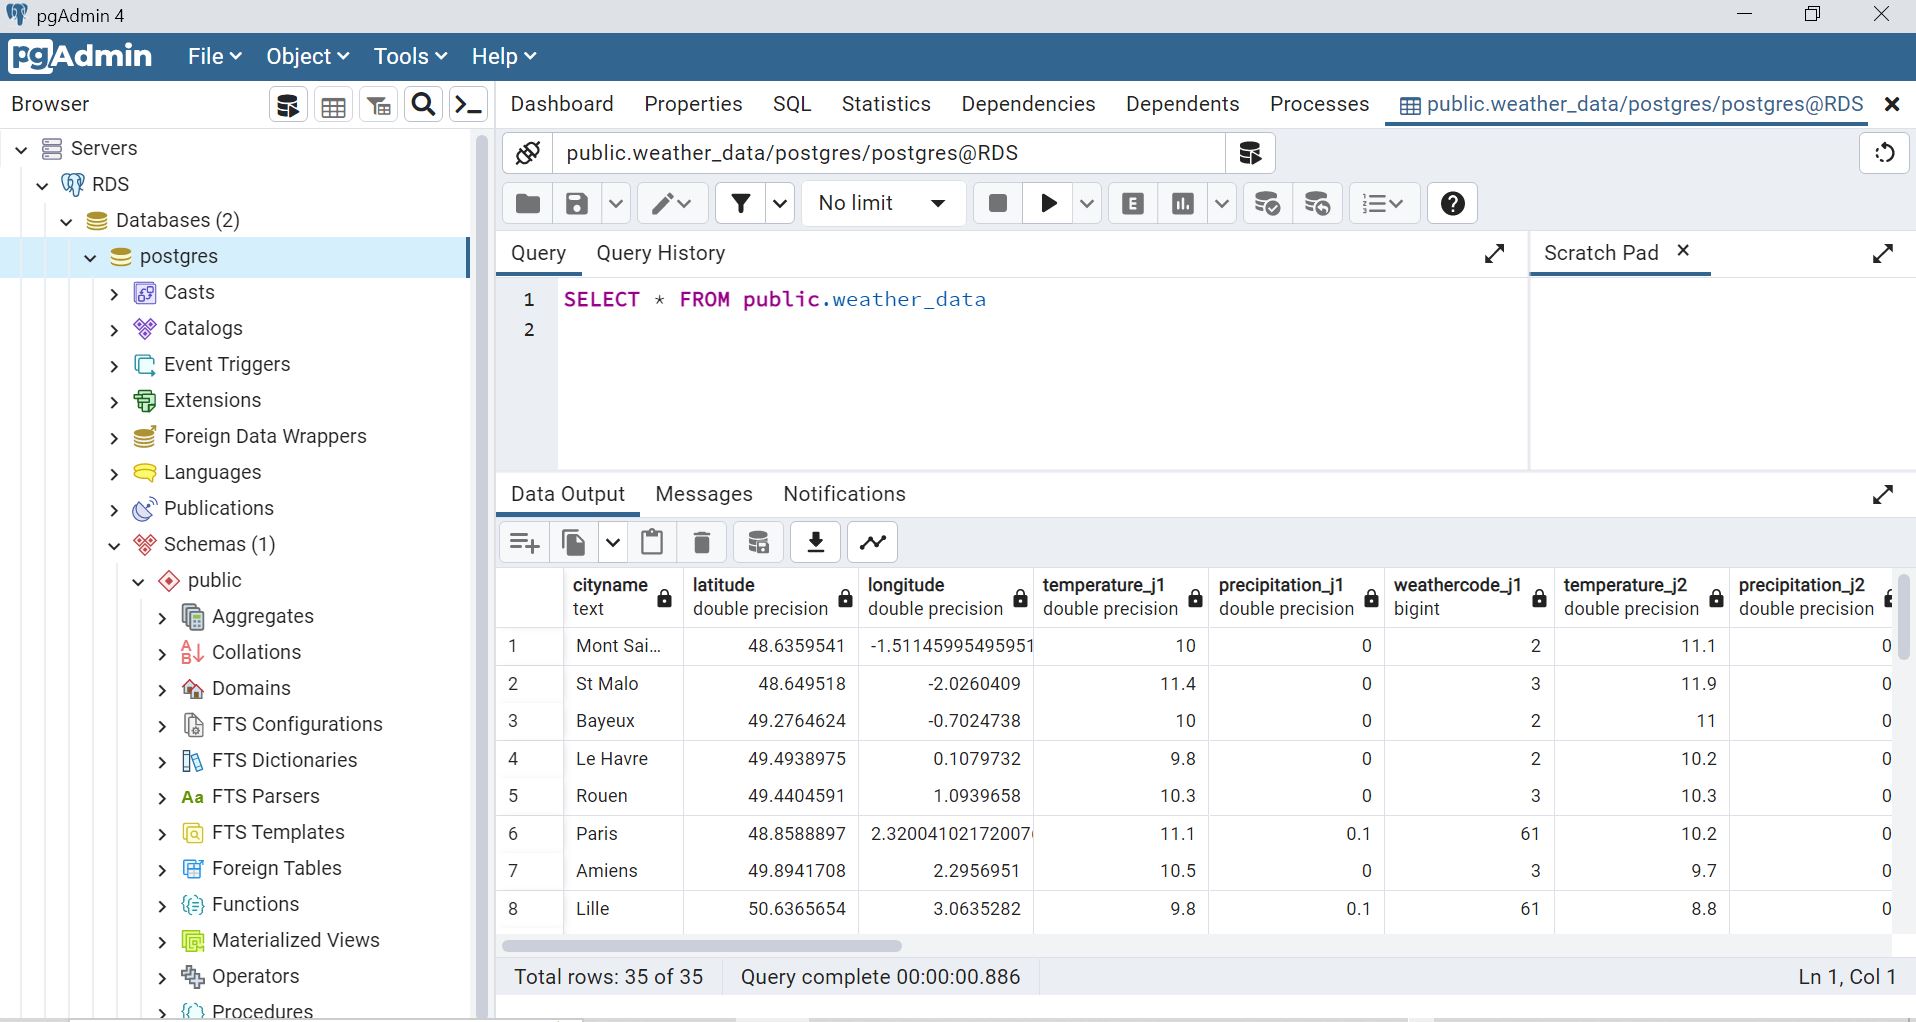 pgAdmin 4
pgAdmin File Object Tools Help
Browser
Dashboard Properties SQL Statistics Dependencies Dependents Processes public.weather_data/postgres/postgres@RDS
Servers
RDS
Databases (2)
postgres
Casts
Catalogs
Event Triggers
Extensions
Foreign Data Wrappers
Languages
Publications
Schemas (1)
public
Aggregates
Collations
Domains
FTS Configurations
FTS Dictionaries
Aa FTS Parsers
FTS Templates
Foreign Tables
Functions
Materialized Views
Operators
Procedures
public.weather_data/postgres/postgres@RDS
No limit
E
Query Query History
Scratch Pad
1 SELECT * FROM public.weather_data
2
Data Output Messages Notifications
cityname latitude longitude temperature_j1 precipitation_j1 weathercode_j1 temperature_j2 precipitation_j2
text double precision double precision double precision double precision bigint double precision double precision
1 Mont Sai... 48.6359541 -1.51145995495951 10 0 2 11.1 0
2 St Malo 48.649518 -2.0260409 11.4 0 3 11.9 0
3 Bayeux 49.2764624 -0.7024738 10 0 2 11 0
4 Le Havre 49.4938975 0.1079732 9.8 0 2 10.2 0
5 Rouen 49.4404591 1.0939658 10.3 0 3 10.3 0
6 Paris 48.8588897 2.320041021720076 11.1 0.1 61 10.2 0
7 Amiens 49.8941708 2.2956951 10.5 0 3 9.7 0
8 Lille 50.6365654 3.0635282 9.8 0.1 61 8.8 0
Total rows: 35 of 35 Query complete 00:00:00.886 Ln 1, Col 1